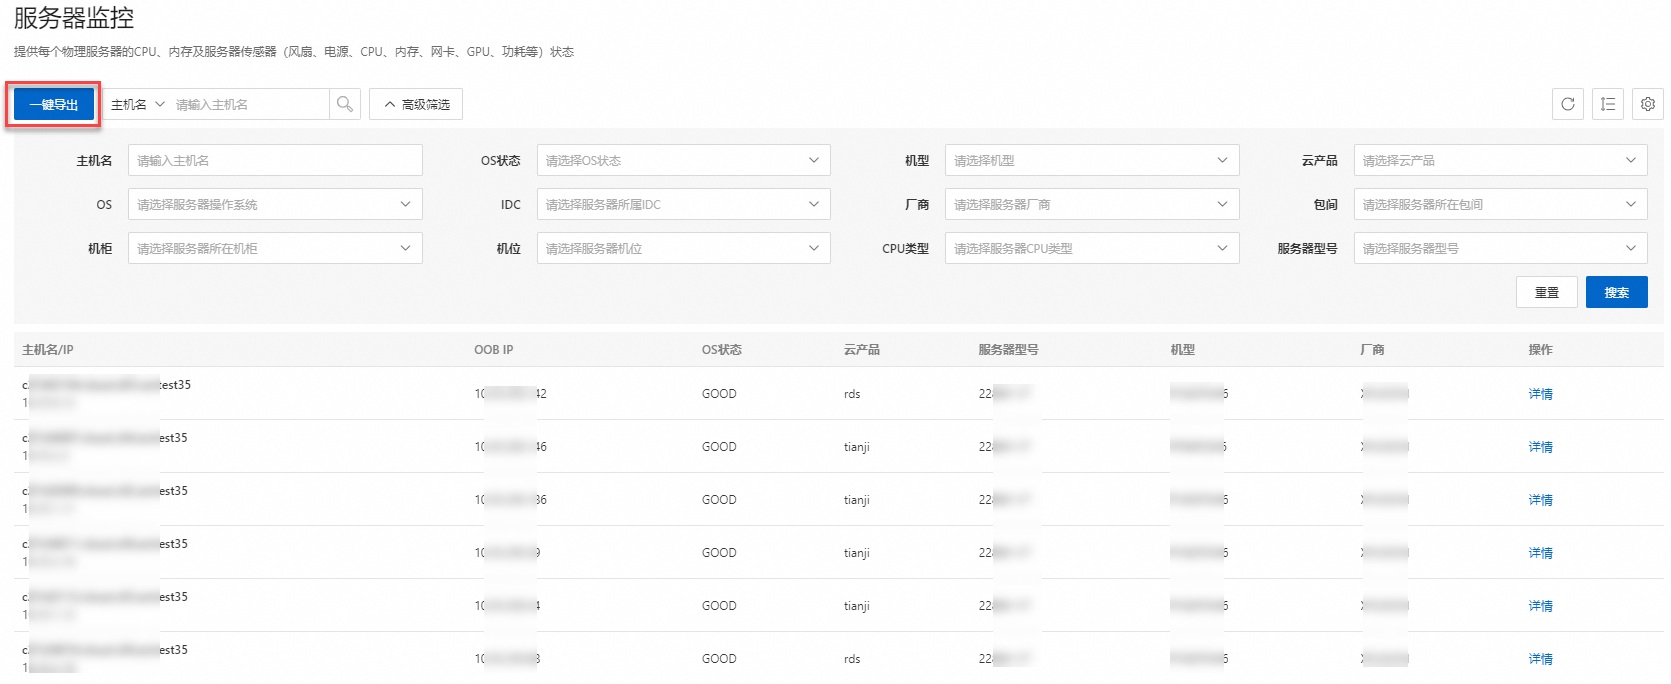 服务器监控
提供每个物理服务器的CPU、内存及服务器传感器（风扇、电源、CPU、内存、网卡、GPU、功耗等）状态
一键导出 主机名 请输入主机名 高级筛选
主机名 请输入主机名 OS状态 请选择OS状态 机型 请选择机型 云产品 请选择云产品
OS 请选择服务器操作系统 IDC 请选择服务器所属IDC 厂商 请选择服务器厂商 包间 请选择服务器所在包间
机柜 请选择服务器所在机柜 机位 请选择服务器机位 CPU类型 请选择服务器CPU类型 服务器型号 请选择服务器型号
重置 搜索
主机名/IP OOB IP OS状态 云产品 服务器型号 机型 厂商 操作
GOOD rds 详情
GOOD tianji 详情
GOOD tianji 详情
GOOD tianji 详情
GOOD tianji 详情
GOOD rds 详情